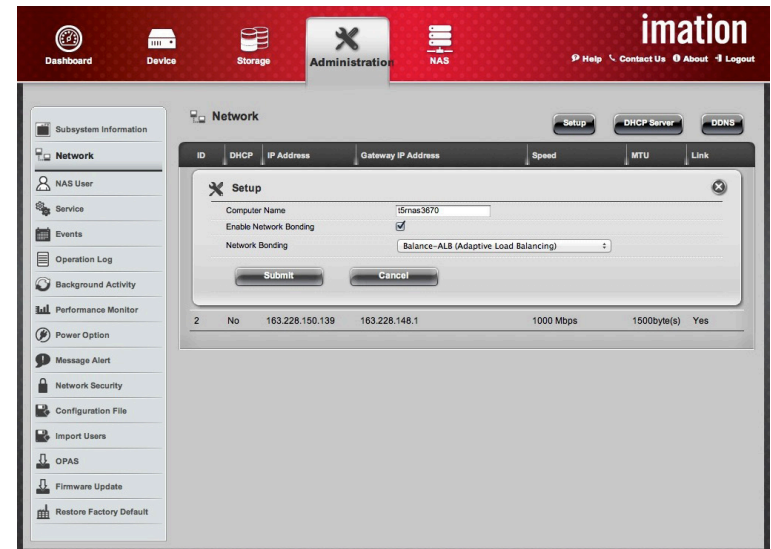 imation
Dashboard Device Storage Administration NAS
Help Contact Us About Logout
Subsystem Information
Network
NAS User
Service
Events
Operation Log
Background Activity
Performance Monitor
Power Option
Message Alert
Network Security
Configuration File
Import Users
OPAS
Firmware Update
Restore Factory Default
Network
Setup DHCP Server DDNS
ID DHCP IP Address Gateway IP Address Speed MTU Link
Setup
Computer Name t5rnas3670
Enable Network Bonding
Network Bonding Balance-ALB (Adaptive Load Balancing)
Submit Cancel
2 No 163.228.150.139 163.228.148.1 1000 Mbps 1500byte(s) Yes